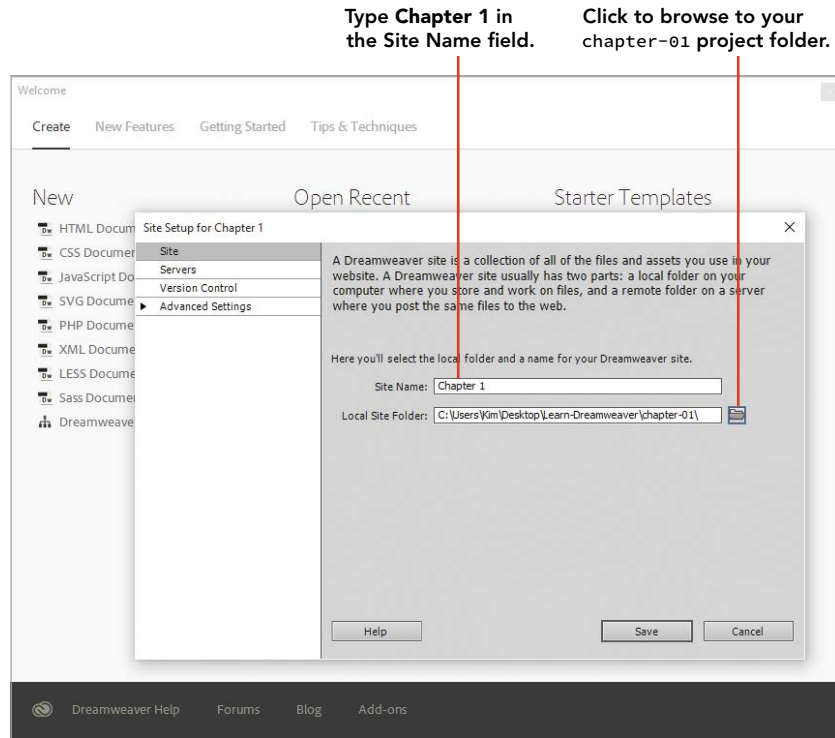 Type Chapter 1 in
the Site Name field.
Click to browse to your
chapter-01 project folder.
Welcome
Create New Features Getting Started Tips & Techniques
New Open Recent Starter Templates
HTML Docum
CSS Documer
JavaScript Do
SVG Docume
PHP Docume
XML Docume
LESS Docume
Sass Documer
Dreamweave
Site Setup for Chapter 1
Site
Servers
Version Control
Advanced Settings
A Dreamweaver site is a collection of all of the files and assets you use in your
website. A Dreamweaver site usually has two parts: a local folder on your
computer where you store and work on files, and a remote folder on a server
where you post the same files to the web.
Here you'll select the local folder and a name for your Dreamweaver site.
Site Name: Chapter 1
Local Site Folder: C:\Users\Kim\Desktop\Learn-Dreamweaver\chapter-01\
Help Save Cancel
Dreamweaver Help Forums Blog Add-ons